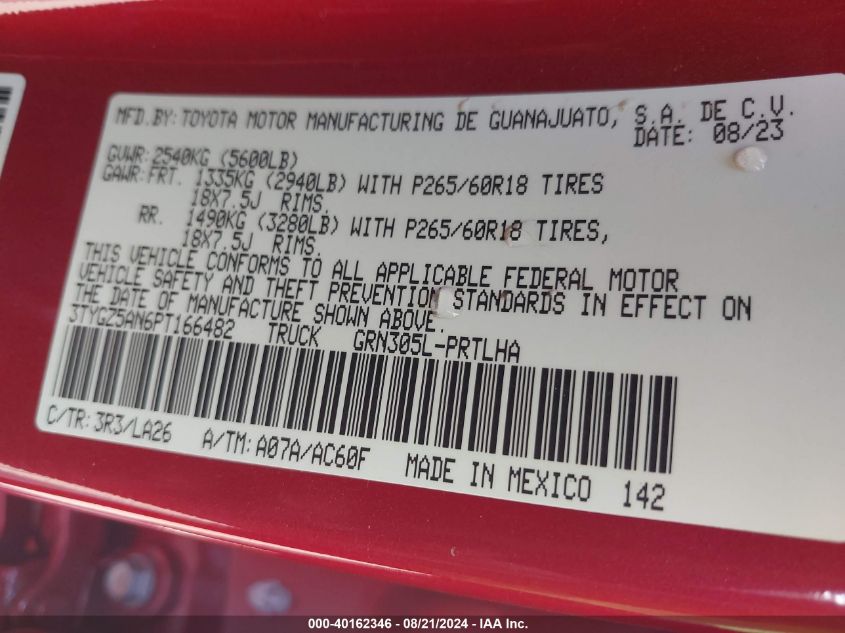 MFD.BY: TOYOTA MOTOR MANUFACTURING DE GUANAJUATO, S.A. DE C.V.
DATE: 08/23
GVWR: 2540KG (5600LB)
GAWR: FRT. 1335KG (2940LB) WITH P265/60R18 TIRES
18X7.5J RIMS.
RR. 1490KG (3280LB) WITH P265/60R18 TIRES,
18X7.5J RIMS.
THIS VEHICLE CONFORMS TO ALL APPLICABLE FEDERAL MOTOR
VEHICLE SAFETY AND THEFT PREVENTION STANDARDS IN EFFECT ON
THE DATE OF MANUFACTURE SHOWN ABOVE.
3TYGZ5AN6PT166482 TRUCK GRN305L-PRTLHA
C/TR: 3R3/LA26 A/TM: A07A/AC60F MADE IN MEXICO 142
000-40162346 - 08/21/2024 - IAA Inc.